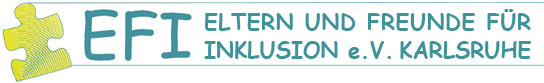 EFI
ELTERN UND FREUNDE FÜR
INKLUSION e.V. KARLSRUHE